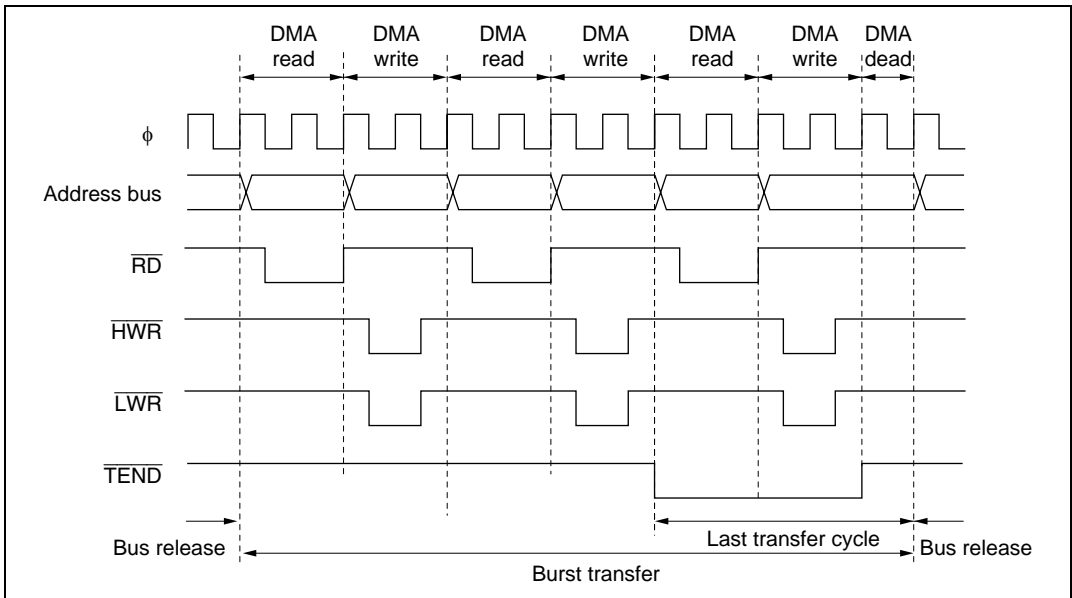 DMA read DMA write DMA read DMA write DMA read DMA write DMA dead
ϕ
Address bus
RD
HWR
LWR
TEND
Last transfer cycle
Bus release
Bus release
Burst transfer